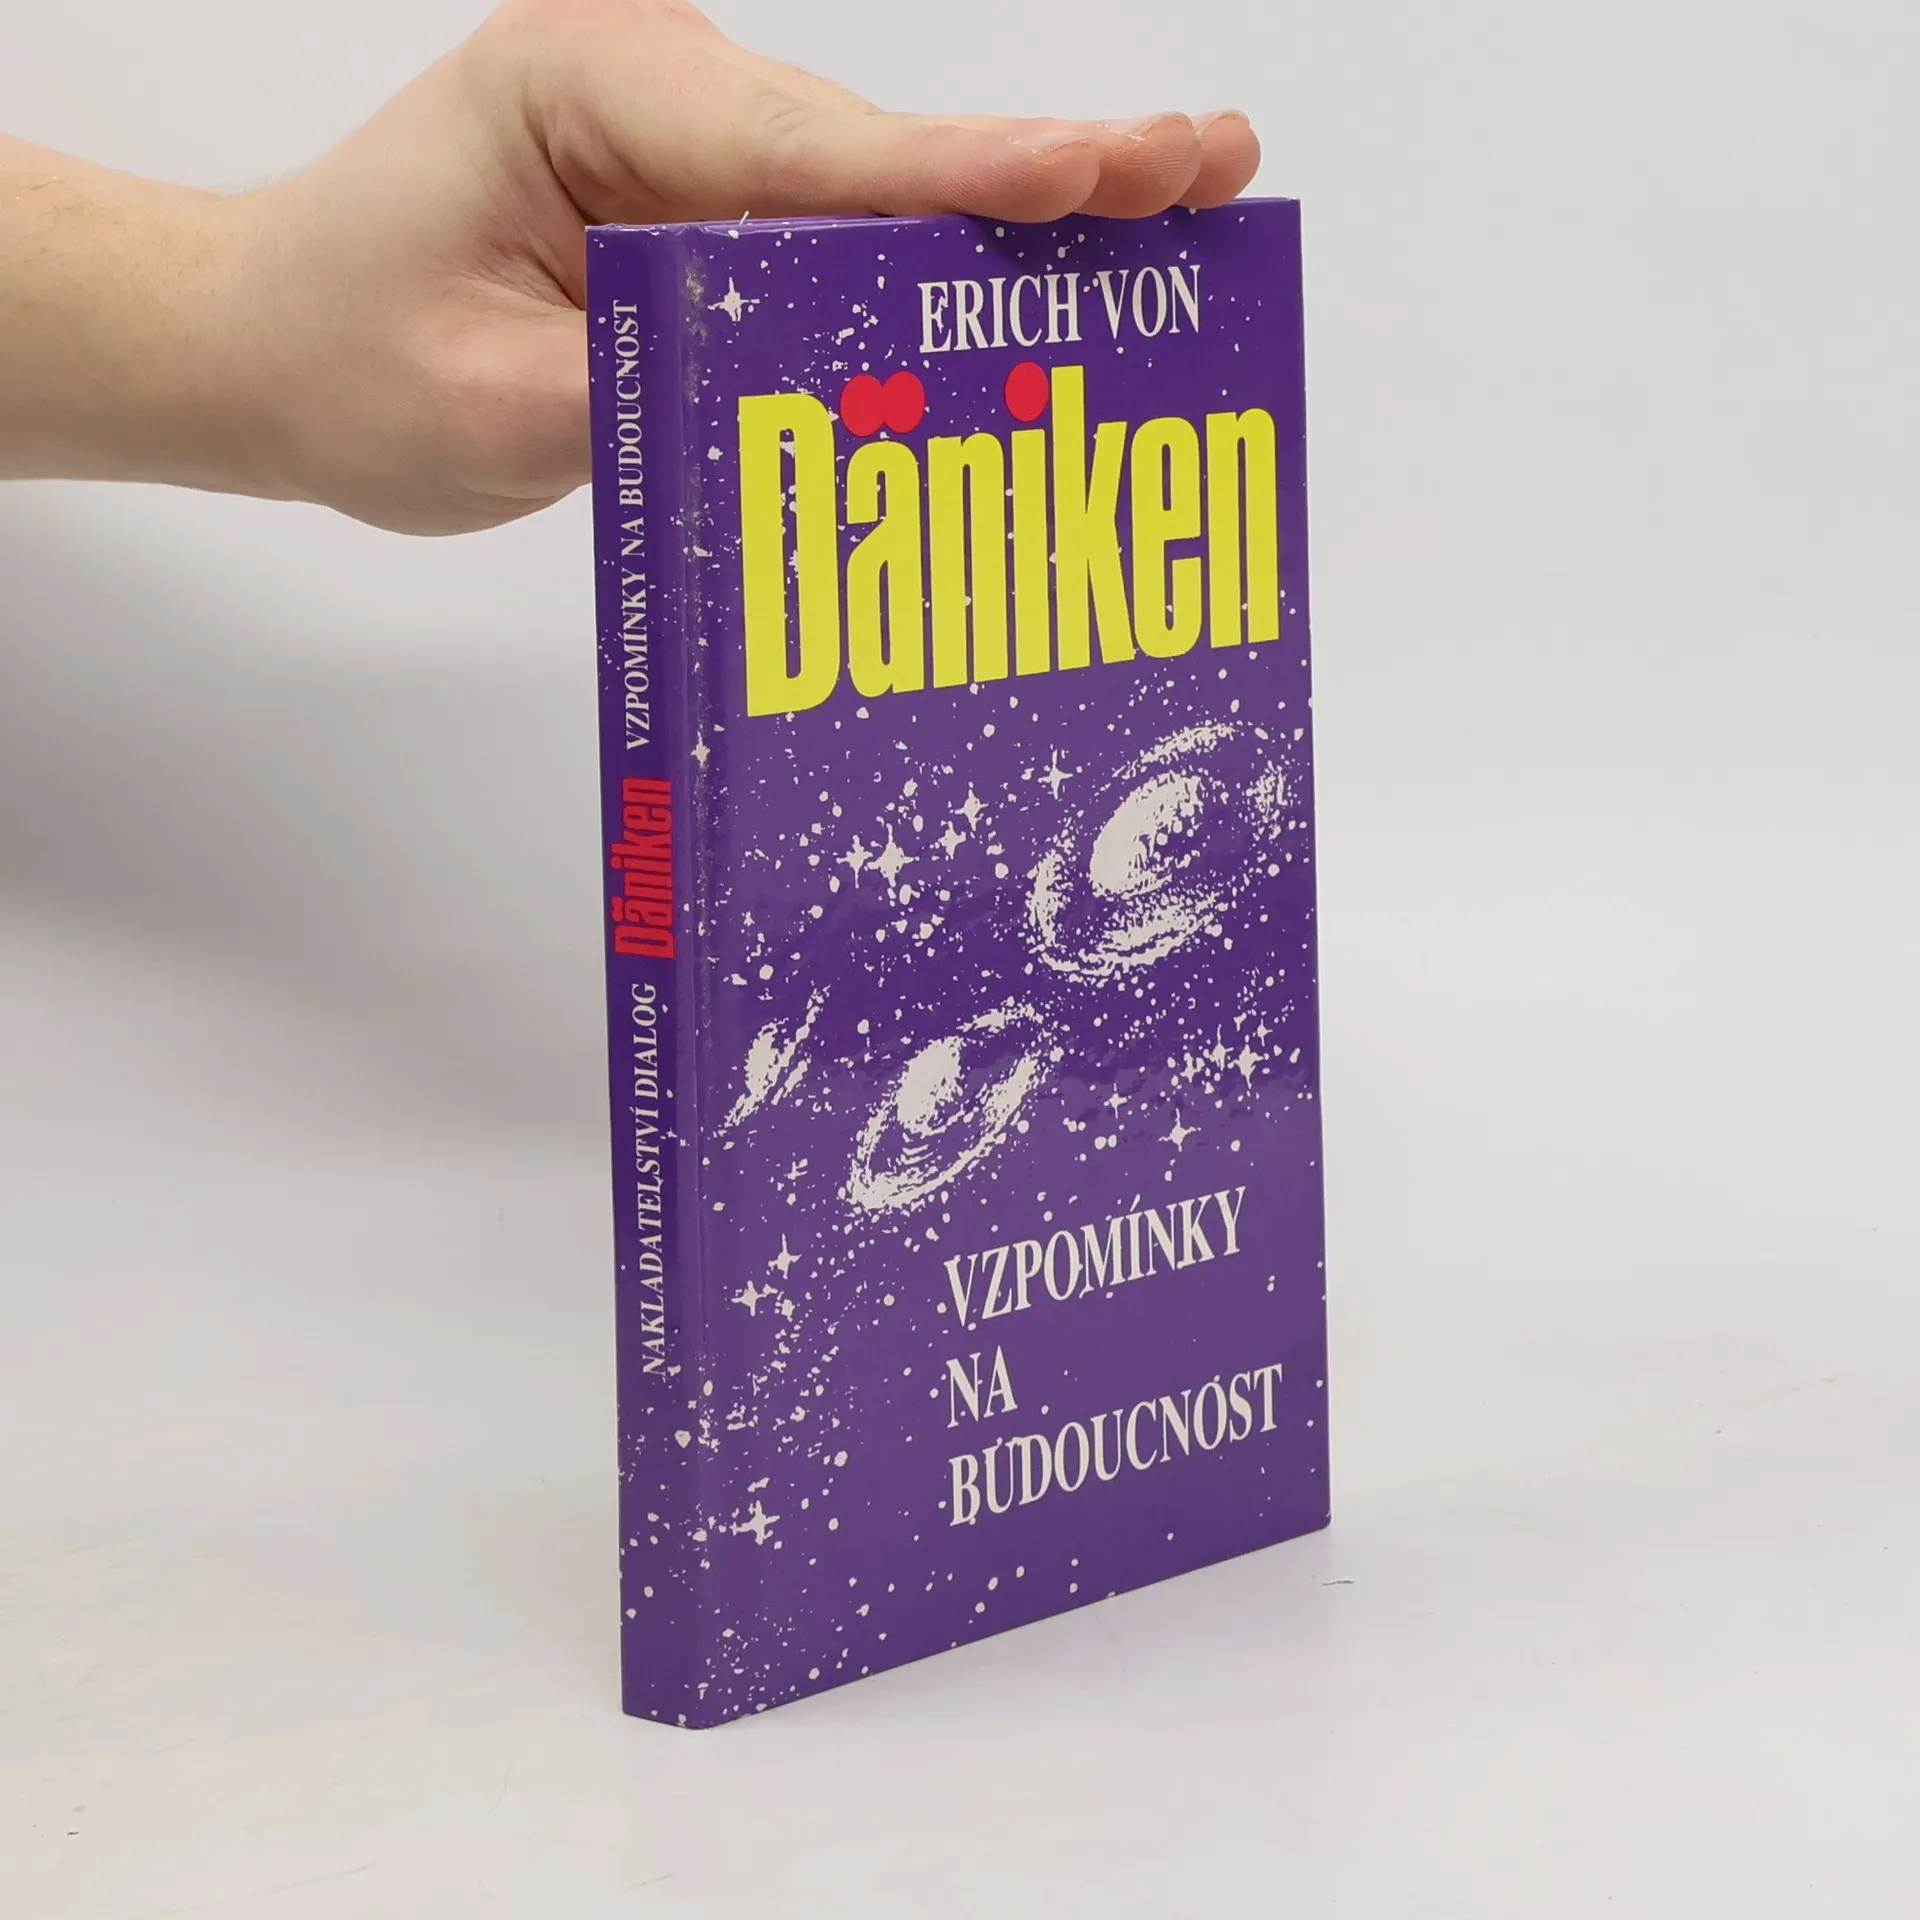 ERICH VON
Däniken
VZPOMÍNKY
NA
BUDOUCNOST
NAKLADATELSTVÍ DIALOG Däniken VZPOMÍNKY NA BUDOUCNOST